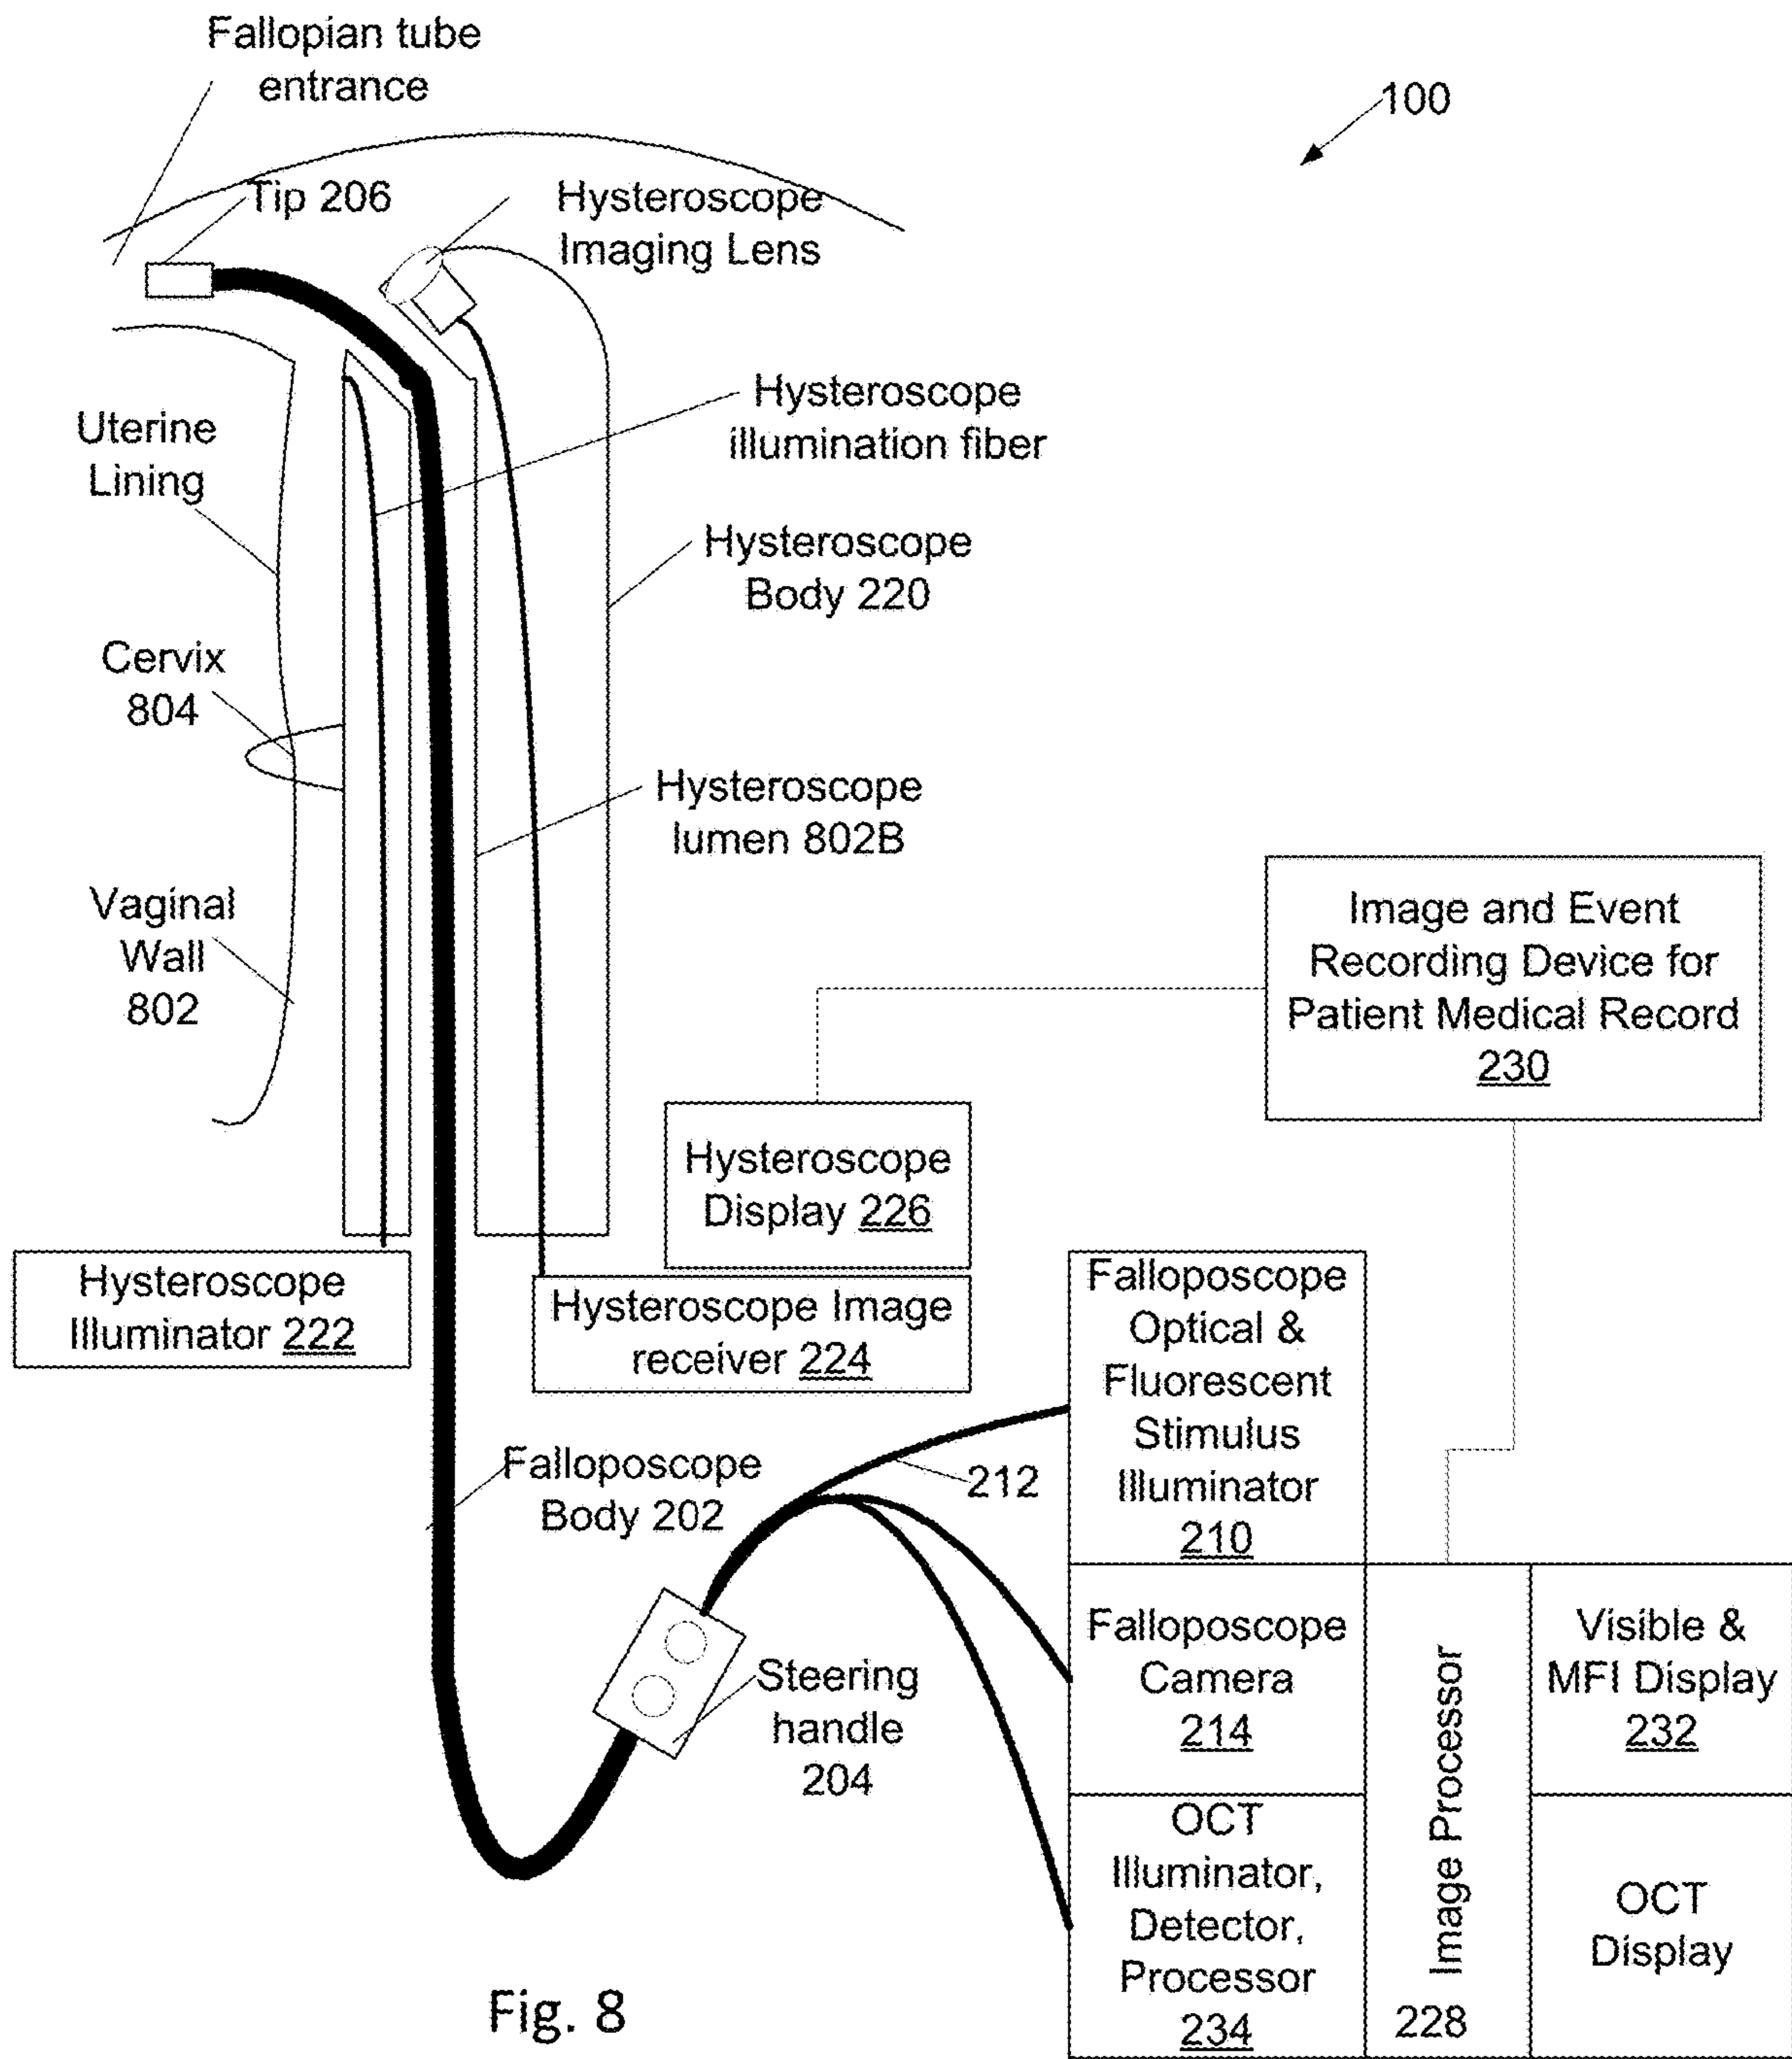 Fallopian tube
entrance
100
Tip 206
Hysteroscope
Imaging Lens
Hysteroscope
illumination fiber
Uterine
Lining
Hysteroscope
Body 220
Cervix
804
Hysteroscope
lumen 802B
Vaginal
Wall
802
Image and Event
Recording Device for
Patient Medical Record
230
Hysteroscope
Display 226
Hysteroscope
Illuminator 222
Hysteroscope Image
receiver 224
Falloposcope
Optical &
Fluorescent
Stimulus
Illuminator
210
212
Falloposcope
Body 202
Steering
handle
204
Falloposcope
Camera
214
Image Processor
228
Visible &
MFI Display
232
OCT
Illuminator,
Detector,
Processor
234
OCT
Display
Fig. 8